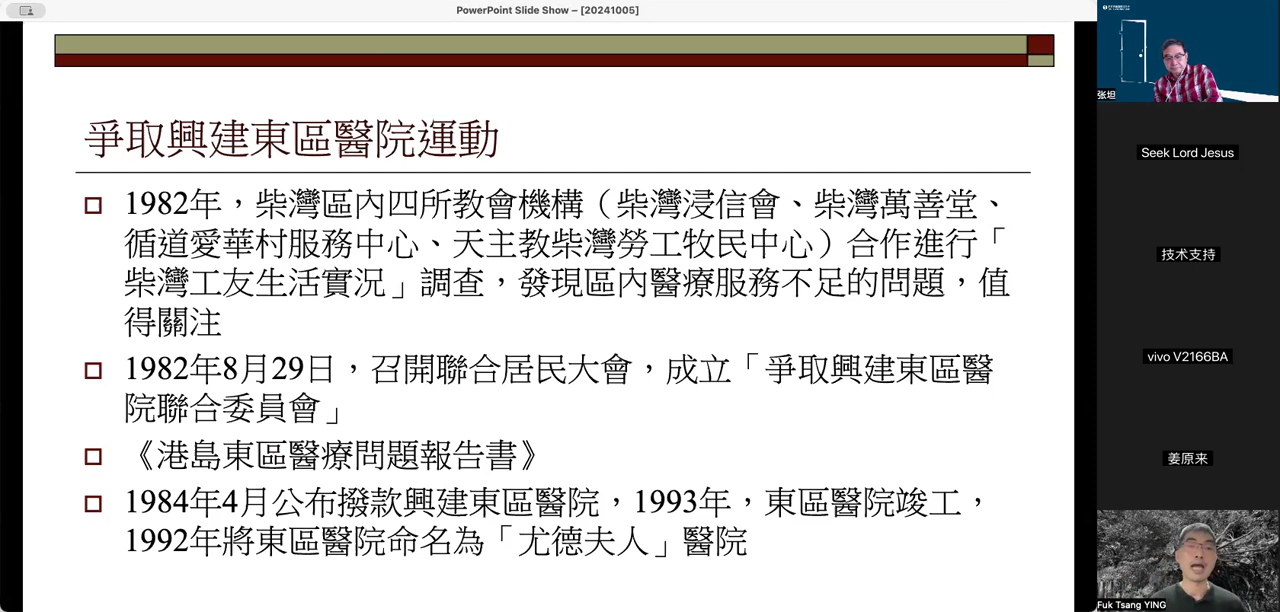 PowerPoint Slide Show – [20241005]
爭取興建東區醫院運動
1982年，柴灣區內四所教會機構（柴灣浸信會、柴灣萬善堂、
循道愛華村服務中心、天主教柴灣勞工牧民中心）合作進行「
柴灣工友生活實況」調查，發現區內醫療服務不足的問題，值
得關注
1982年8月29日，召開聯合居民大會，成立「爭取興建東區醫
院聯合委員會」
《港島東區醫療問題報告書》
1984年4月公布撥款興建東區醫院，1993年，東區醫院竣工，
1992年將東區醫院命名為「尤德夫人」醫院
张坦
Seek Lord Jesus
技术支持
vivo V2166BA
姜原来
Fuk Tsang YING